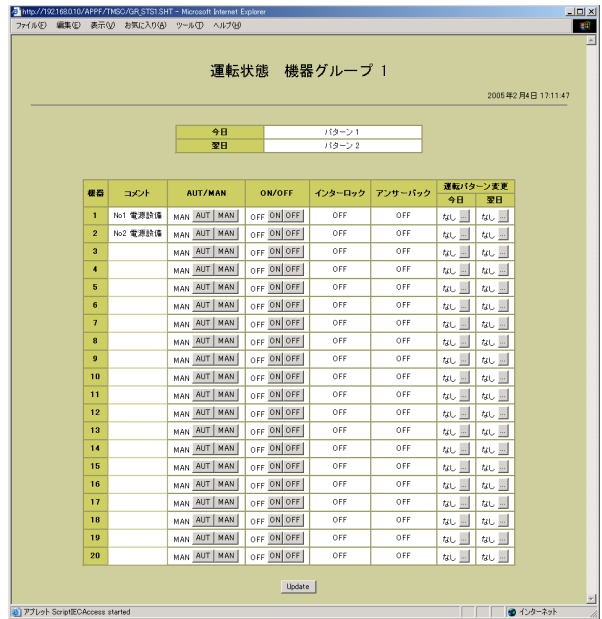 http://192.168.0.10/APPF/TMSC/GR_STS1.SHT - Microsoft Internet Explorer
ファイル(F) 編集(E) 表示(V) お気に入り(A) ツール(T) ヘルプ(H)
運転状態 機器グループ 1
2005年2月4日 17:11:47
今日 パターン1
翌日 パターン2
機器 コメント AUT/MAN ON/OFF インターロック アンサーバック 運転パターン変更
今日 翌日
1 No1 電源設備 MAN AUT MAN OFF ON OFF OFF OFF なし ... なし ...
2 No2 電源設備 MAN AUT MAN OFF ON OFF OFF OFF なし ... なし ...
3 MAN AUT MAN OFF ON OFF OFF OFF なし ... なし ...
4 MAN AUT MAN OFF ON OFF OFF OFF なし ... なし ...
5 MAN AUT MAN OFF ON OFF OFF OFF なし ... なし ...
6 MAN AUT MAN OFF ON OFF OFF OFF なし ... なし ...
7 MAN AUT MAN OFF ON OFF OFF OFF なし ... なし ...
8 MAN AUT MAN OFF ON OFF OFF OFF なし ... なし ...
9 MAN AUT MAN OFF ON OFF OFF OFF なし ... なし ...
10 MAN AUT MAN OFF ON OFF OFF OFF なし ... なし ...
11 MAN AUT MAN OFF ON OFF OFF OFF なし ... なし ...
12 MAN AUT MAN OFF ON OFF OFF OFF なし ... なし ...
13 MAN AUT MAN OFF ON OFF OFF OFF なし ... なし ...
14 MAN AUT MAN OFF ON OFF OFF OFF なし ... なし ...
15 MAN AUT MAN OFF ON OFF OFF OFF なし ... なし ...
16 MAN AUT MAN OFF ON OFF OFF OFF なし ... なし ...
17 MAN AUT MAN OFF ON OFF OFF OFF なし ... なし ...
18 MAN AUT MAN OFF ON OFF OFF OFF なし ... なし ...
19 MAN AUT MAN OFF ON OFF OFF OFF なし ... なし ...
20 MAN AUT MAN OFF ON OFF OFF OFF なし ... なし ...
Update
アプレット ScriptIECAccess started インターネット